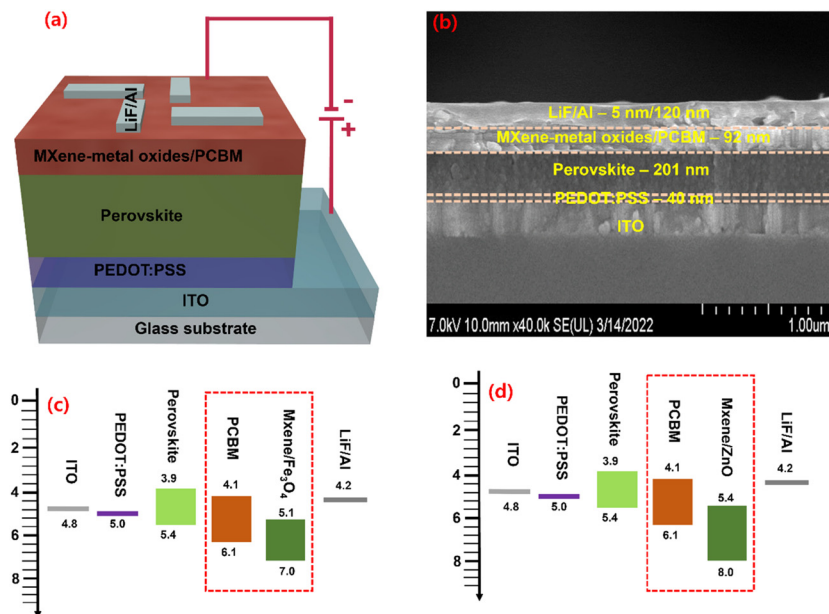 (a)
LiF/Al
-
+
MXene-metal oxides/PCBM
Perovskite
PEDOT:PSS
ITO
Glass substrate
(b)
LiF/Al – 5 nm/120 nm
MXene-metal oxides/PCBM – 92 nm
Perovskite – 201 nm
PEDOT:PSS – 40 nm
ITO
7.0kV 10.0mm x40.0k SE(UL) 3/14/2022
1.00um
(c)
0
2
4
6
8
ITO
4.8
PEDOT:PSS
5.0
Perovskite
3.9
5.4
PCBM
4.1
6.1
Mxene/Fe₃O₄
5.1
7.0
LiF/Al
4.2
(d)
0
2
4
6
8
ITO
4.8
PEDOT:PSS
5.0
Perovskite
3.9
5.4
PCBM
4.1
6.1
Mxene/ZnO
5.4
8.0
LiF/Al
4.2